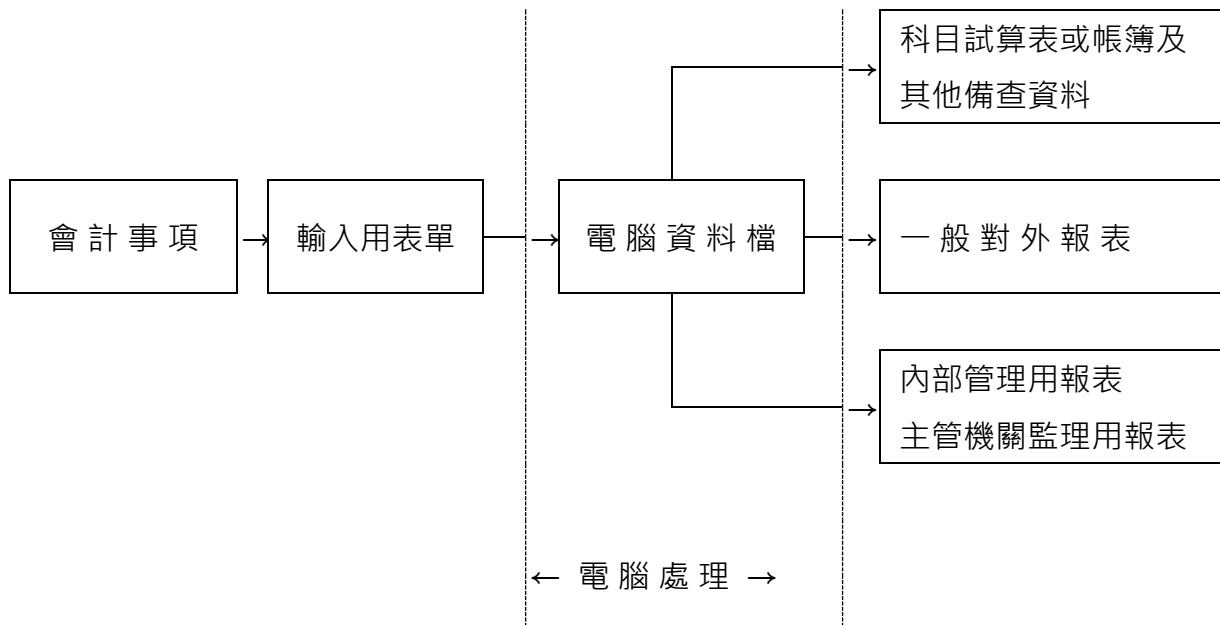 科目試算表或帳簿及
其他備查資料
會計事項
→
輸入用表單
→
電腦資料檔
→
一般對外報表
→
→
內部管理用報表
主管機關監理用報表
← 電腦處理 →